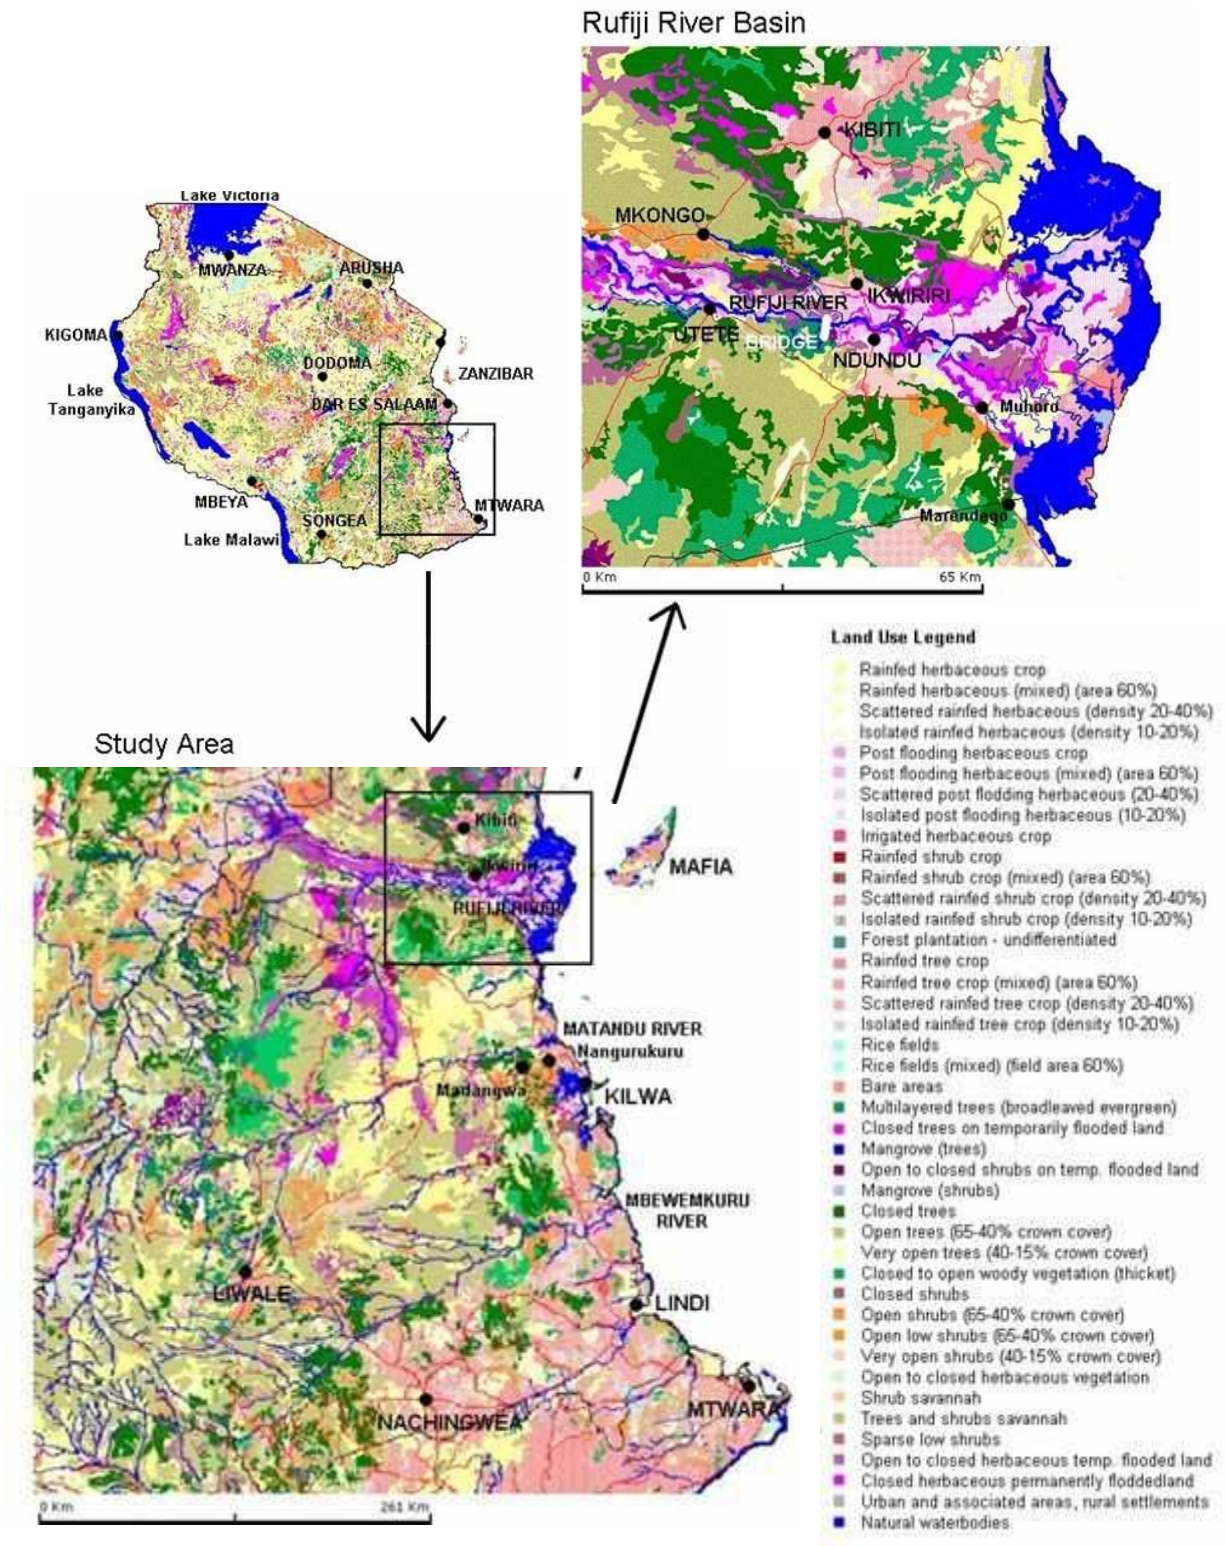 Rufiji River Basin
KIBITI
MKONGO
IKWIRIRI
RUFIJI RIVER
UTETE
BRIDGE
NDUNDU
Muhoro
Marendego
0 Km
65 Km
Lake Victoria
MWANZA
ARUSHA
KIGOMA
DODOMA
ZANZIBAR
Lake
Tanganyika
DAR ES SALAAM
MBEYA
SONGEA
MTWARA
Lake Malawi
Study Area
Kibiti
Ikwiriri
RUFIJI RIVER
MAFIA
MATANDU RIVER
Nangurukuru
Madangwa
KILWA
MBEWEMKURU
RIVER
LIWALE
LINDI
NACHINGWEA
MTWARA
0 Km
261 Km
Land Use Legend
Rainfed herbaceous crop
Rainfed herbaceous (mixed) (area 60%)
Scattered rainfed herbaceous (density 20-40%)
Isolated rainfed herbaceous (density 10-20%)
Post flooding herbaceous crop
Post flooding herbaceous (mixed) (area 60%)
Scattered post flodding herbaceous (20-40%)
Isolated post flooding herbaceous (10-20%)
Irrigated herbaceous crop
Rainfed shrub crop
Rainfed shrub crop (mixed) (area 60%)
Scattered rainfed shrub crop (density 20-40%)
Isolated rainfed shrub crop (density 10-20%)
Forest plantation - undifferentiated
Rainfed tree crop
Rainfed tree crop (mixed) (area 60%)
Scattered rainfed tree crop (density 20-40%)
Isolated rainfed tree crop (density 10-20%)
Rice fields
Rice fields (mixed) (field area 60%)
Bare areas
Multilayered trees (broadleaved evergreen)
Closed trees on temporarily flooded land
Mangrove (trees)
Open to closed shrubs on temp. flooded land
Mangrove (shrubs)
Closed trees
Open trees (65-40% crown cover)
Very open trees (40-15% crown cover)
Closed to open woody vegetation (thicket)
Closed shrubs
Open shrubs (65-40% crown cover)
Open low shrubs (65-40% crown cover)
Very open shrubs (40-15% crown cover)
Open to closed herbaceous vegetation
Shrub savannah
Trees and shrubs savannah
Sparse low shrubs
Open to closed herbaceous temp. flooded land
Closed herbaceous permanently floddedland
Urban and associated areas, rural settlements
Natural waterbodies